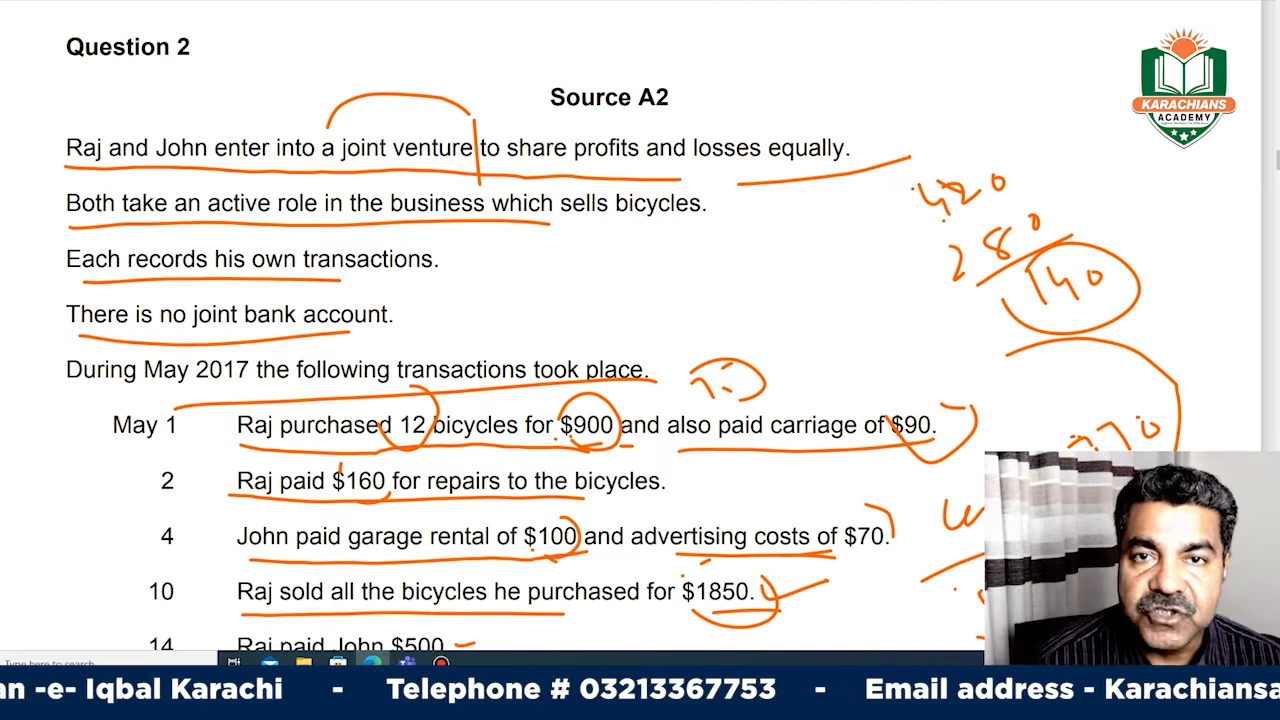 Question 2
Source A2
KARACHIANS
ACADEMY
Raj and John enter into a joint venture to share profits and losses equally.
Both take an active role in the business which sells bicycles.
420
280
140
Each records his own transactions.
There is no joint bank account.
During May 2017 the following transactions took place.
May 1 Raj purchased 12 bicycles for $900 and also paid carriage of $90.
2 Raj paid $160 for repairs to the bicycles.
4 John paid garage rental of $100 and advertising costs of $70.
10 Raj sold all the bicycles he purchased for $1850.
14 Raj paid John $500
Type here to search
an -e- Iqbal Karachi - Telephone # 03213367753 - Email address - Karachiansa